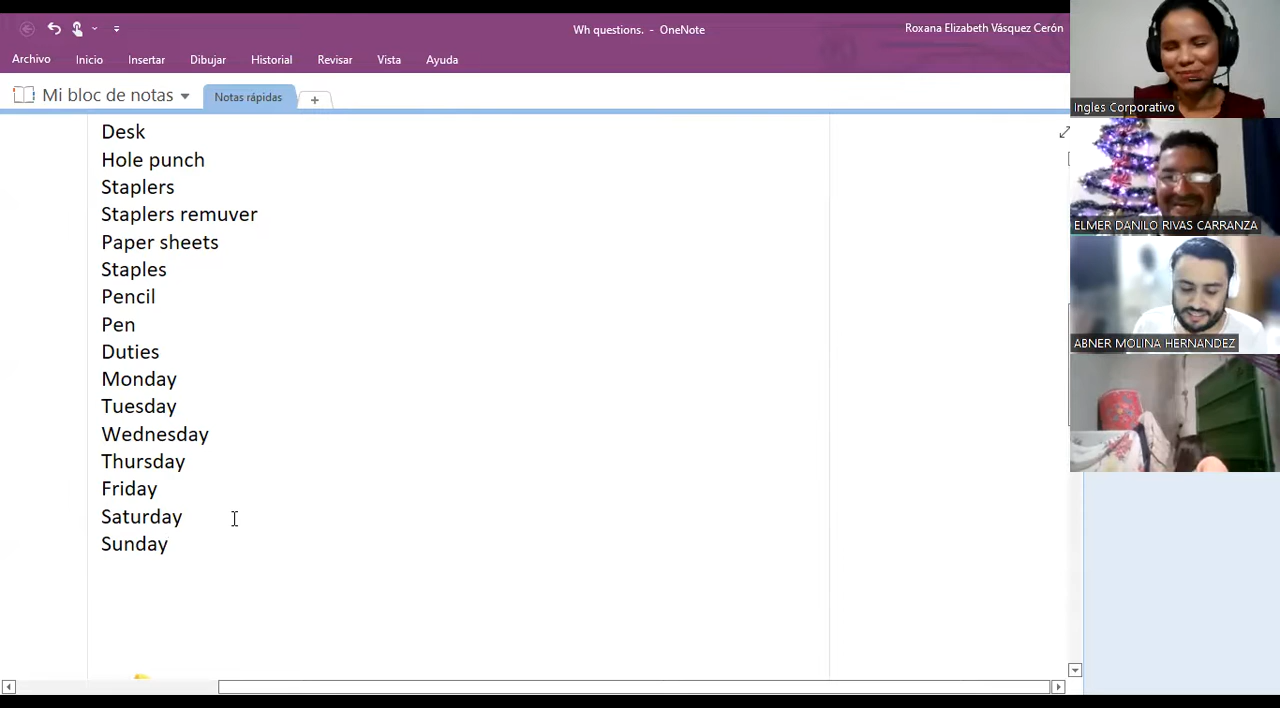 Wh questions. - OneNote
Roxana Elizabeth Vásquez Cerón
Archivo Inicio Insertar Dibujar Historial Revisar Vista Ayuda
Mi bloc de notas Notas rápidas
Desk
Hole punch
Staplers
Staplers remuver
Paper sheets
Staples
Pencil
Pen
Duties
Monday
Tuesday
Wednesday
Thursday
Friday
Saturday
Sunday
Ingles Corporativo
ELMER DANILO RIVAS CARRANZA
ABNER MOLINA HERNANDEZ